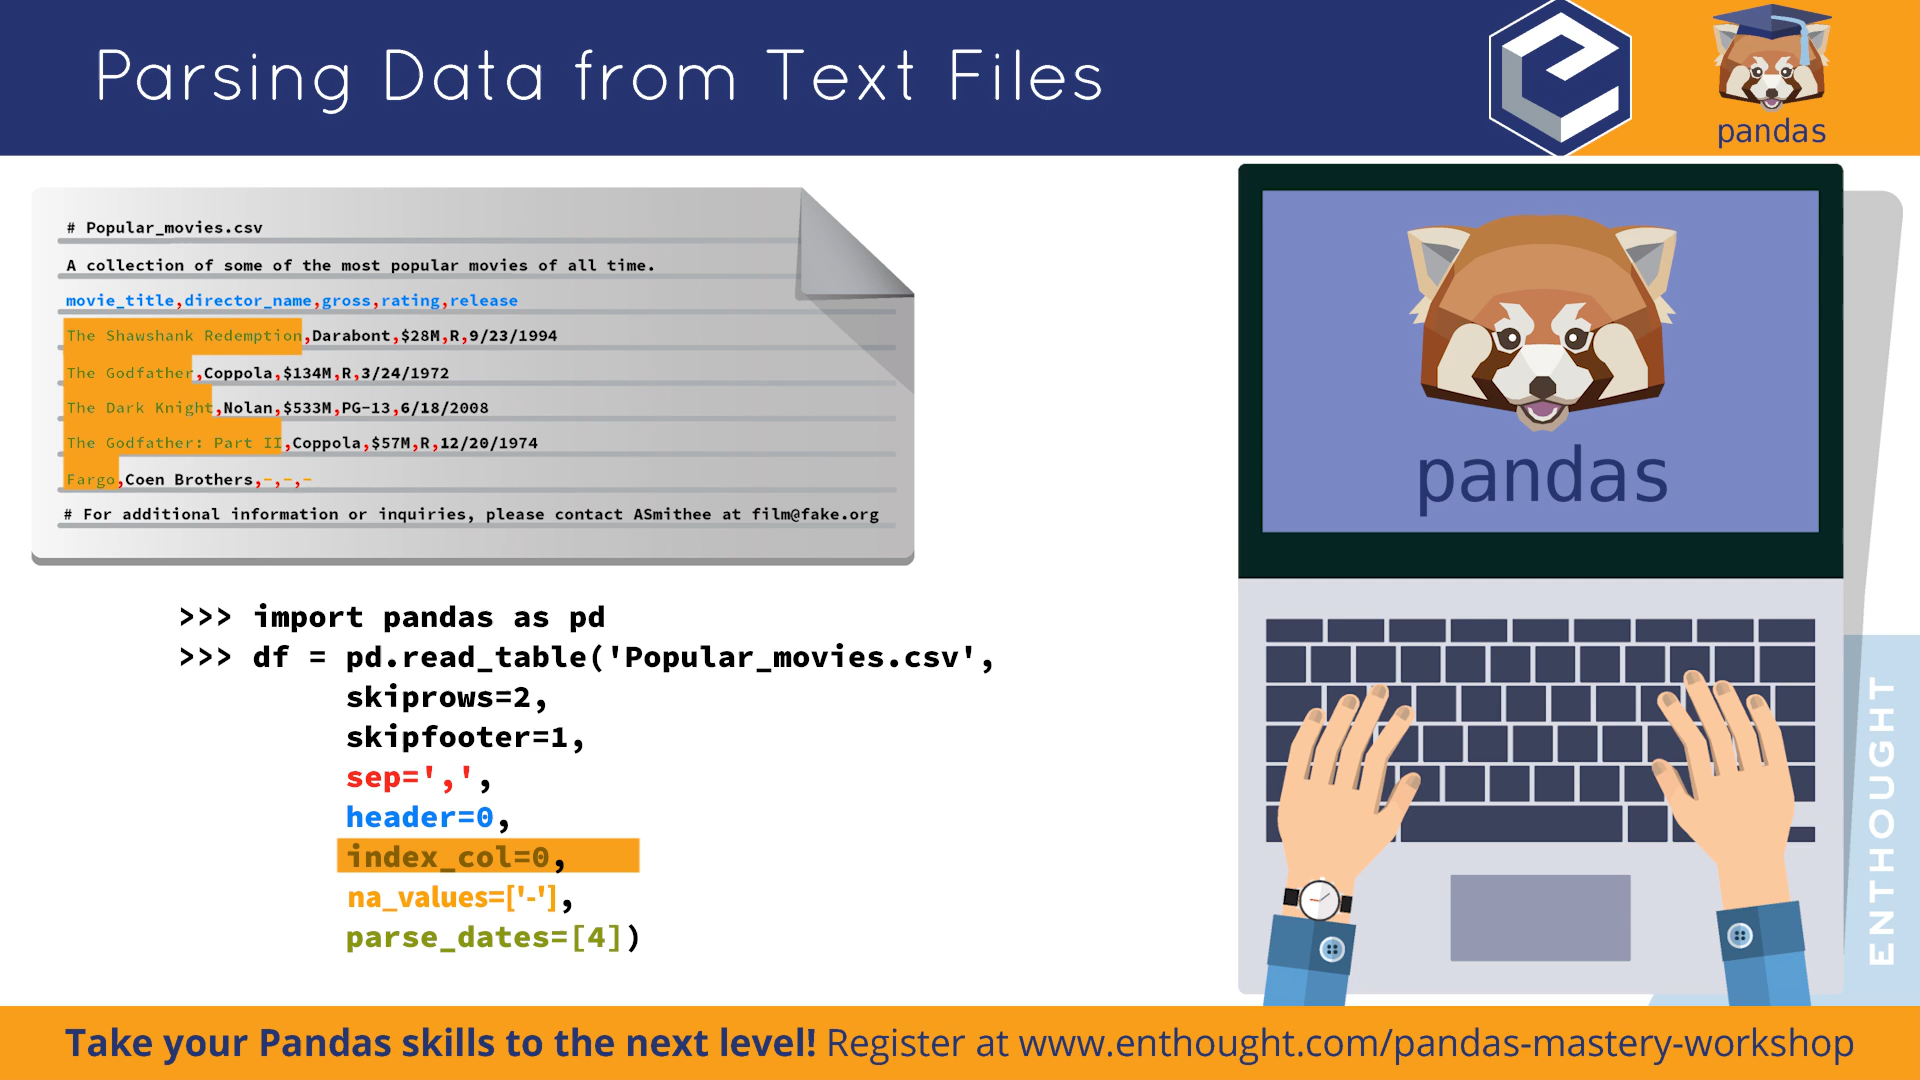 Parsing Data from Text Files
pandas
# Popular_movies.csv
A collection of some of the most popular movies of all time.
movie_title,director_name,gross,rating,release
The Shawshank Redemption,Darabont,$28M,R,9/23/1994
The Godfather,Coppola,$134M,R,3/24/1972
The Dark Knight,Nolan,$533M,PG-13,6/18/2008
The Godfather: Part II,Coppola,$57M,R,12/20/1974
Fargo,Coen Brothers,-,-,-
# For additional information or inquiries, please contact ASmithee at film@fake.org
>>> import pandas as pd
>>> df = pd.read_table('Popular_movies.csv',
skiprows=2,
skipfooter=1,
sep=',',
header=0,
index_col=0,
na_values=['-'],
parse_dates=[4])
pandas
ENTHOUGHT
Take your Pandas skills to the next level! Register at www.enthought.com/pandas-mastery-workshop